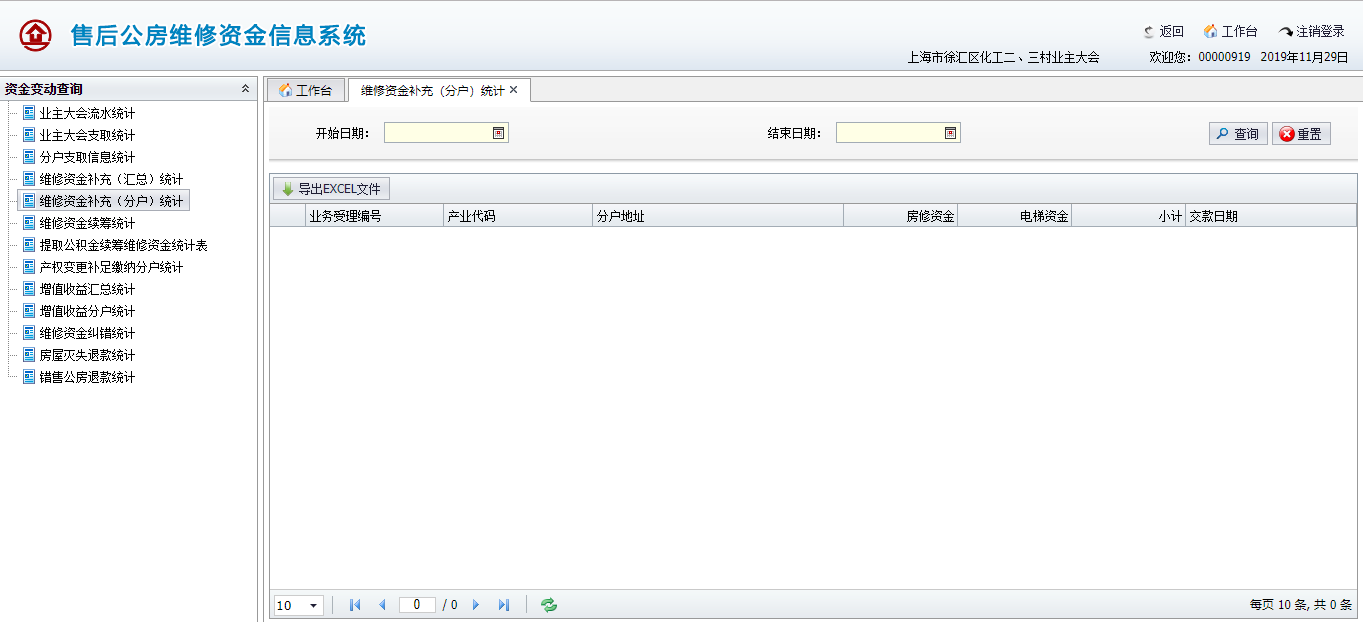 售后公房维修资金信息系统
返回 工作台 注销登录
上海市徐汇区化工二、三村业主大会 欢迎您：00000919 2019年11月29日
资金变动查询
业主大会流水统计
业主大会支取统计
分户支取信息统计
维修资金补充（汇总）统计
维修资金补充（分户）统计
维修资金续筹统计
提取公积金续筹维修资金统计表
产权变更补足缴纳分户统计
增值收益汇总统计
增值收益分户统计
维修资金纠错统计
房屋灭失退款统计
错售公房退款统计
工作台 维修资金补充（分户）统计
开始日期： 结束日期： 查询 重置
导出EXCEL文件
业务受理编号 产业代码 分户地址 房修资金 电梯资金 小计 交款日期
10 0 / 0 每页 10 条, 共 0 条